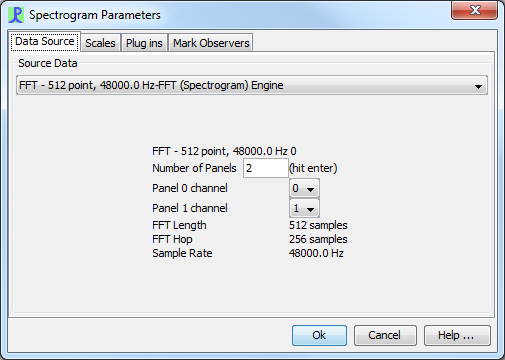 Spectrogram Parameters
Data Source Scales Plug ins Mark Observers
Source Data
FFT - 512 point, 48000.0 Hz-FFT (Spectrogram) Engine
FFT - 512 point, 48000.0 Hz 0
Number of Panels 2 (hit enter)
Panel 0 channel 0
Panel 1 channel 1
FFT Length 512 samples
FFT Hop 256 samples
Sample Rate 48000.0 Hz
Ok Cancel Help ...